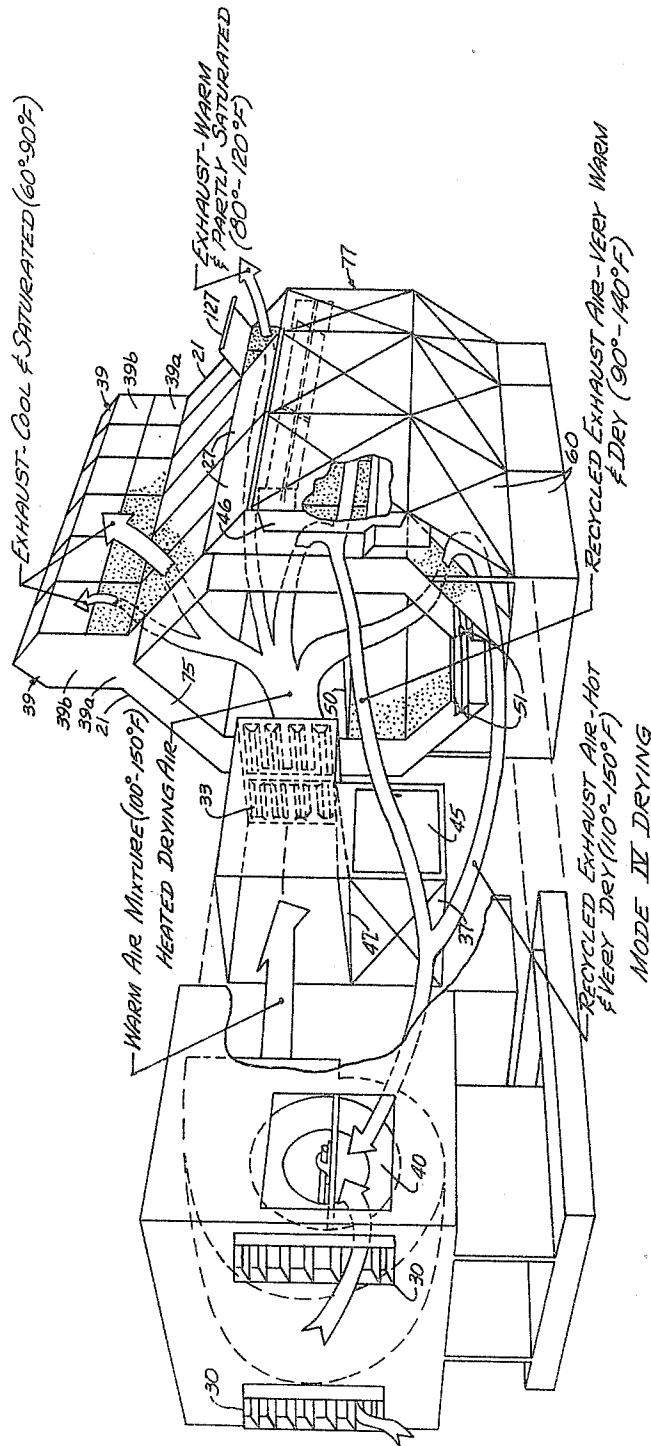 EXHAUST-COOL & SATURATED (60°-90°F)
EXHAUST-WARM
& PARTLY SATURATED
(80°-120°F)
WARM AIR MIXTURE (100°-150°F)
HEATED DRYING AIR
39
39b
39a
21
75
39
39b
39a
21
127
27
46
77
33
50
30
30
40
42
37
45
51
60
RECYCLED EXHAUST AIR-VERY WARM
& DRY (90°-140°F)
RECYCLED EXHAUST AIR-HOT
& VERY DRY (110°-150°F)
MODE IV DRYING